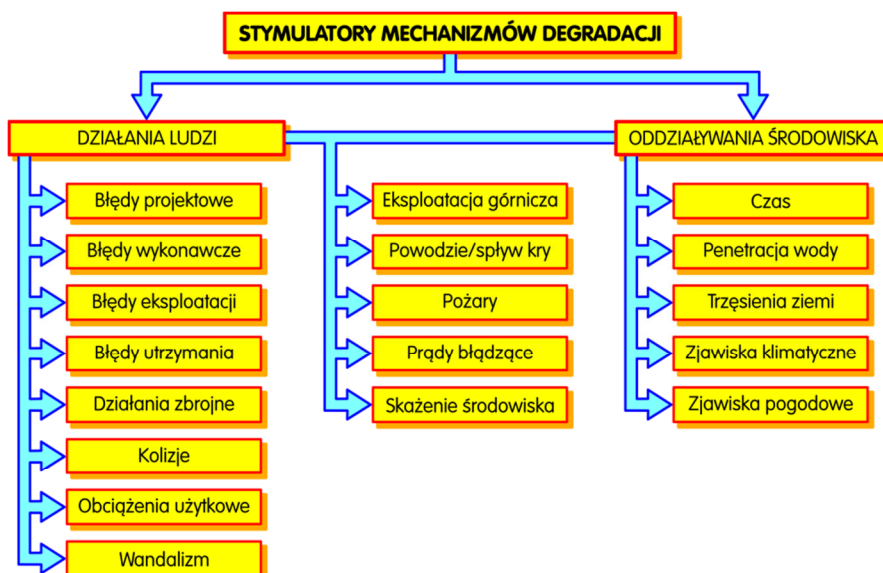 STYMULATORY MECHANIZMÓW DEGRADACJI
DZIAŁANIA LUDZI
ODDZIAŁYWANIA ŚRODOWISKA
Błędy projektowe
Błędy wykonawcze
Błędy eksploatacji
Błędy utrzymania
Działania zbrojne
Kolizje
Obciążenia użytkowe
Wandalizm
Eksploatacja górnicza
Powodzie/spływ kry
Pożary
Prądy błądzące
Skażenie środowiska
Czas
Penetracja wody
Trzęsienia ziemi
Zjawiska klimatyczne
Zjawiska pogodowe